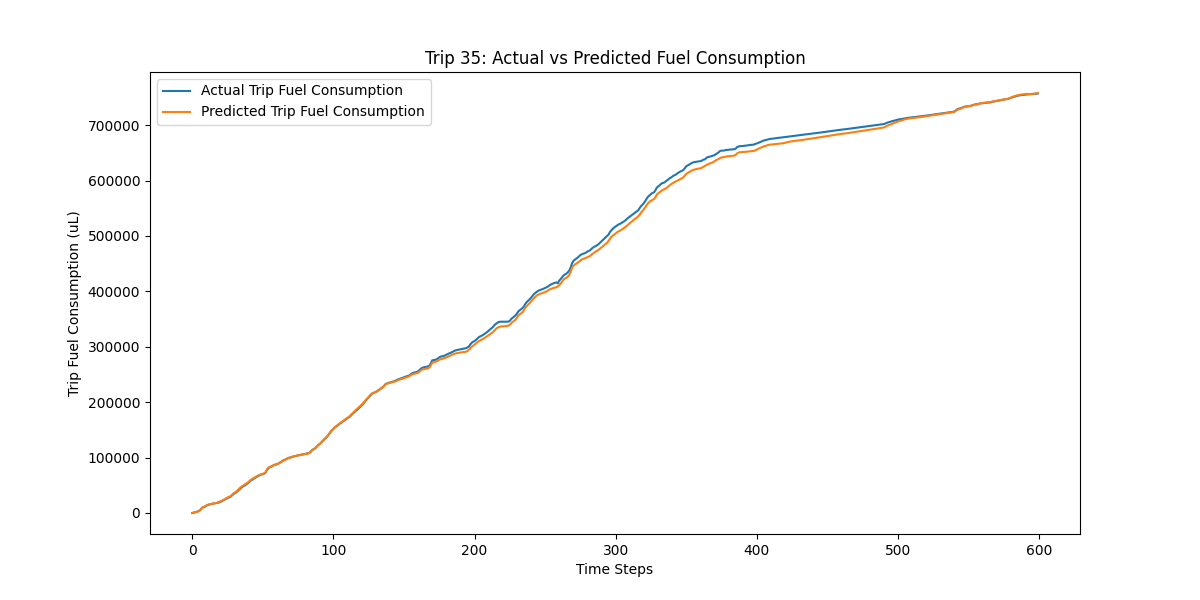 Trip 35: Actual vs Predicted Fuel Consumption
Actual Trip Fuel Consumption
Predicted Trip Fuel Consumption
Trip Fuel Consumption (uL)
700000
600000
500000
400000
300000
200000
100000
0
0 100 200 300 400 500 600
Time Steps